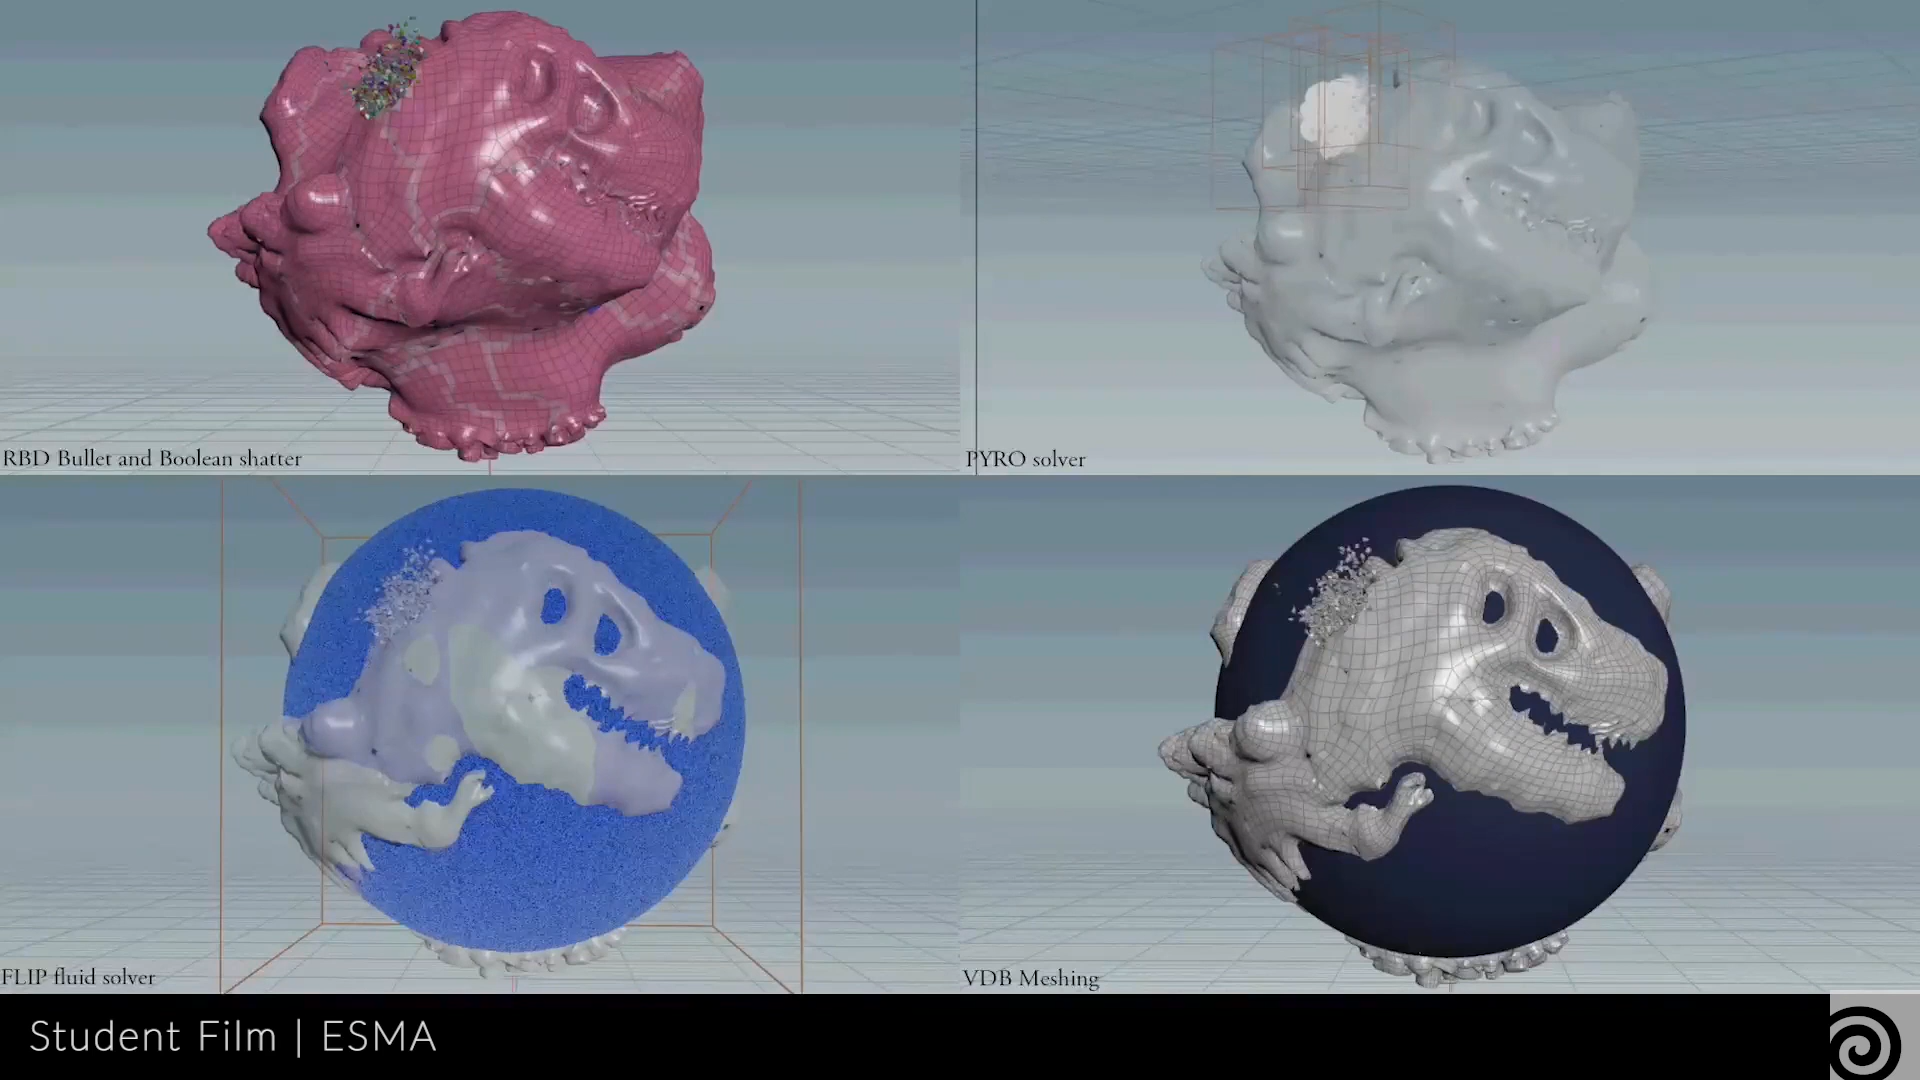 RBD Bullet and Boolean shatter
PYRO solver
FLIP fluid solver
VDB Meshing
Student Film | ESMA